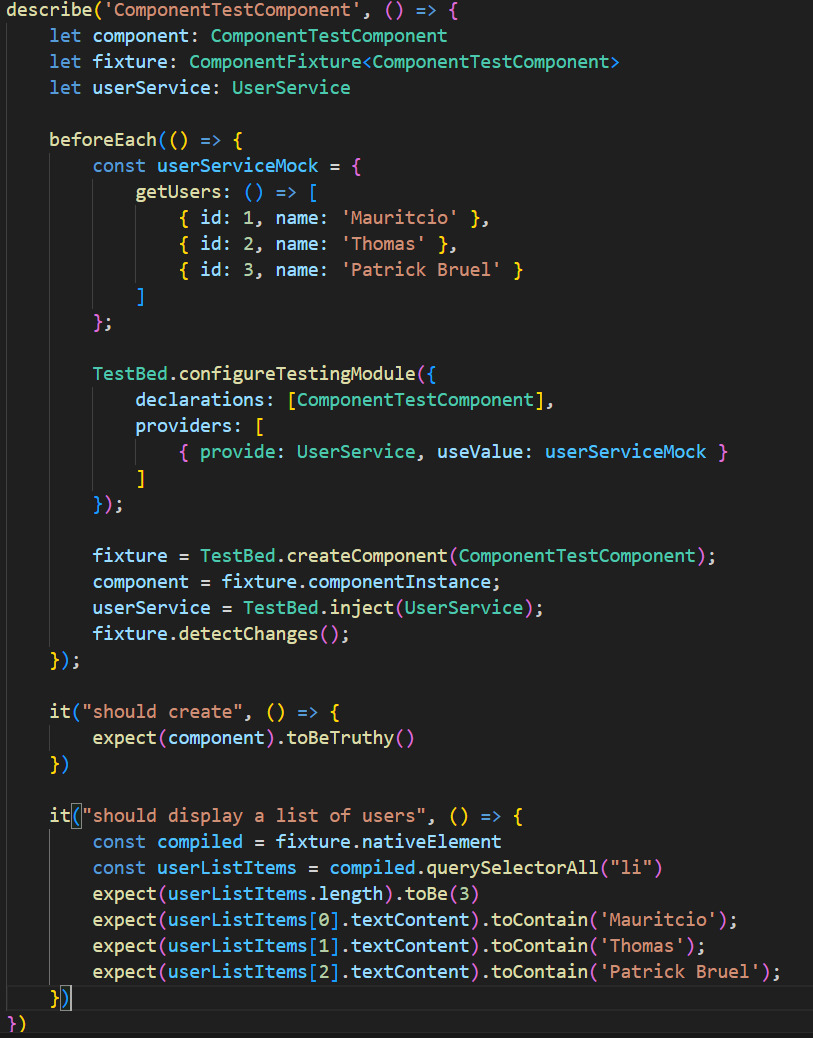 describe('ComponentTestComponent', () => {
    let component: ComponentTestComponent
    let fixture: ComponentFixture<ComponentTestComponent>
    let userService: UserService

    beforeEach(() => {
        const userServiceMock = {
            getUsers: () => [
                { id: 1, name: 'Mauritcio' },
                { id: 2, name: 'Thomas' },
                { id: 3, name: 'Patrick Bruel' }
            ]
        };

        TestBed.configureTestingModule({
            declarations: [ComponentTestComponent],
            providers: [
                { provide: UserService, useValue: userServiceMock }
            ]
        });

        fixture = TestBed.createComponent(ComponentTestComponent);
        component = fixture.componentInstance;
        userService = TestBed.inject(UserService);
        fixture.detectChanges();
    });

    it("should create", () => {
        expect(component).toBeTruthy()
    })

    it("should display a list of users", () => {
        const compiled = fixture.nativeElement
        const userListItems = compiled.querySelectorAll("li")
        expect(userListItems.length).toBe(3)
        expect(userListItems[0].textContent).toContain('Mauritcio');
        expect(userListItems[1].textContent).toContain('Thomas');
        expect(userListItems[2].textContent).toContain('Patrick Bruel');
    })
})